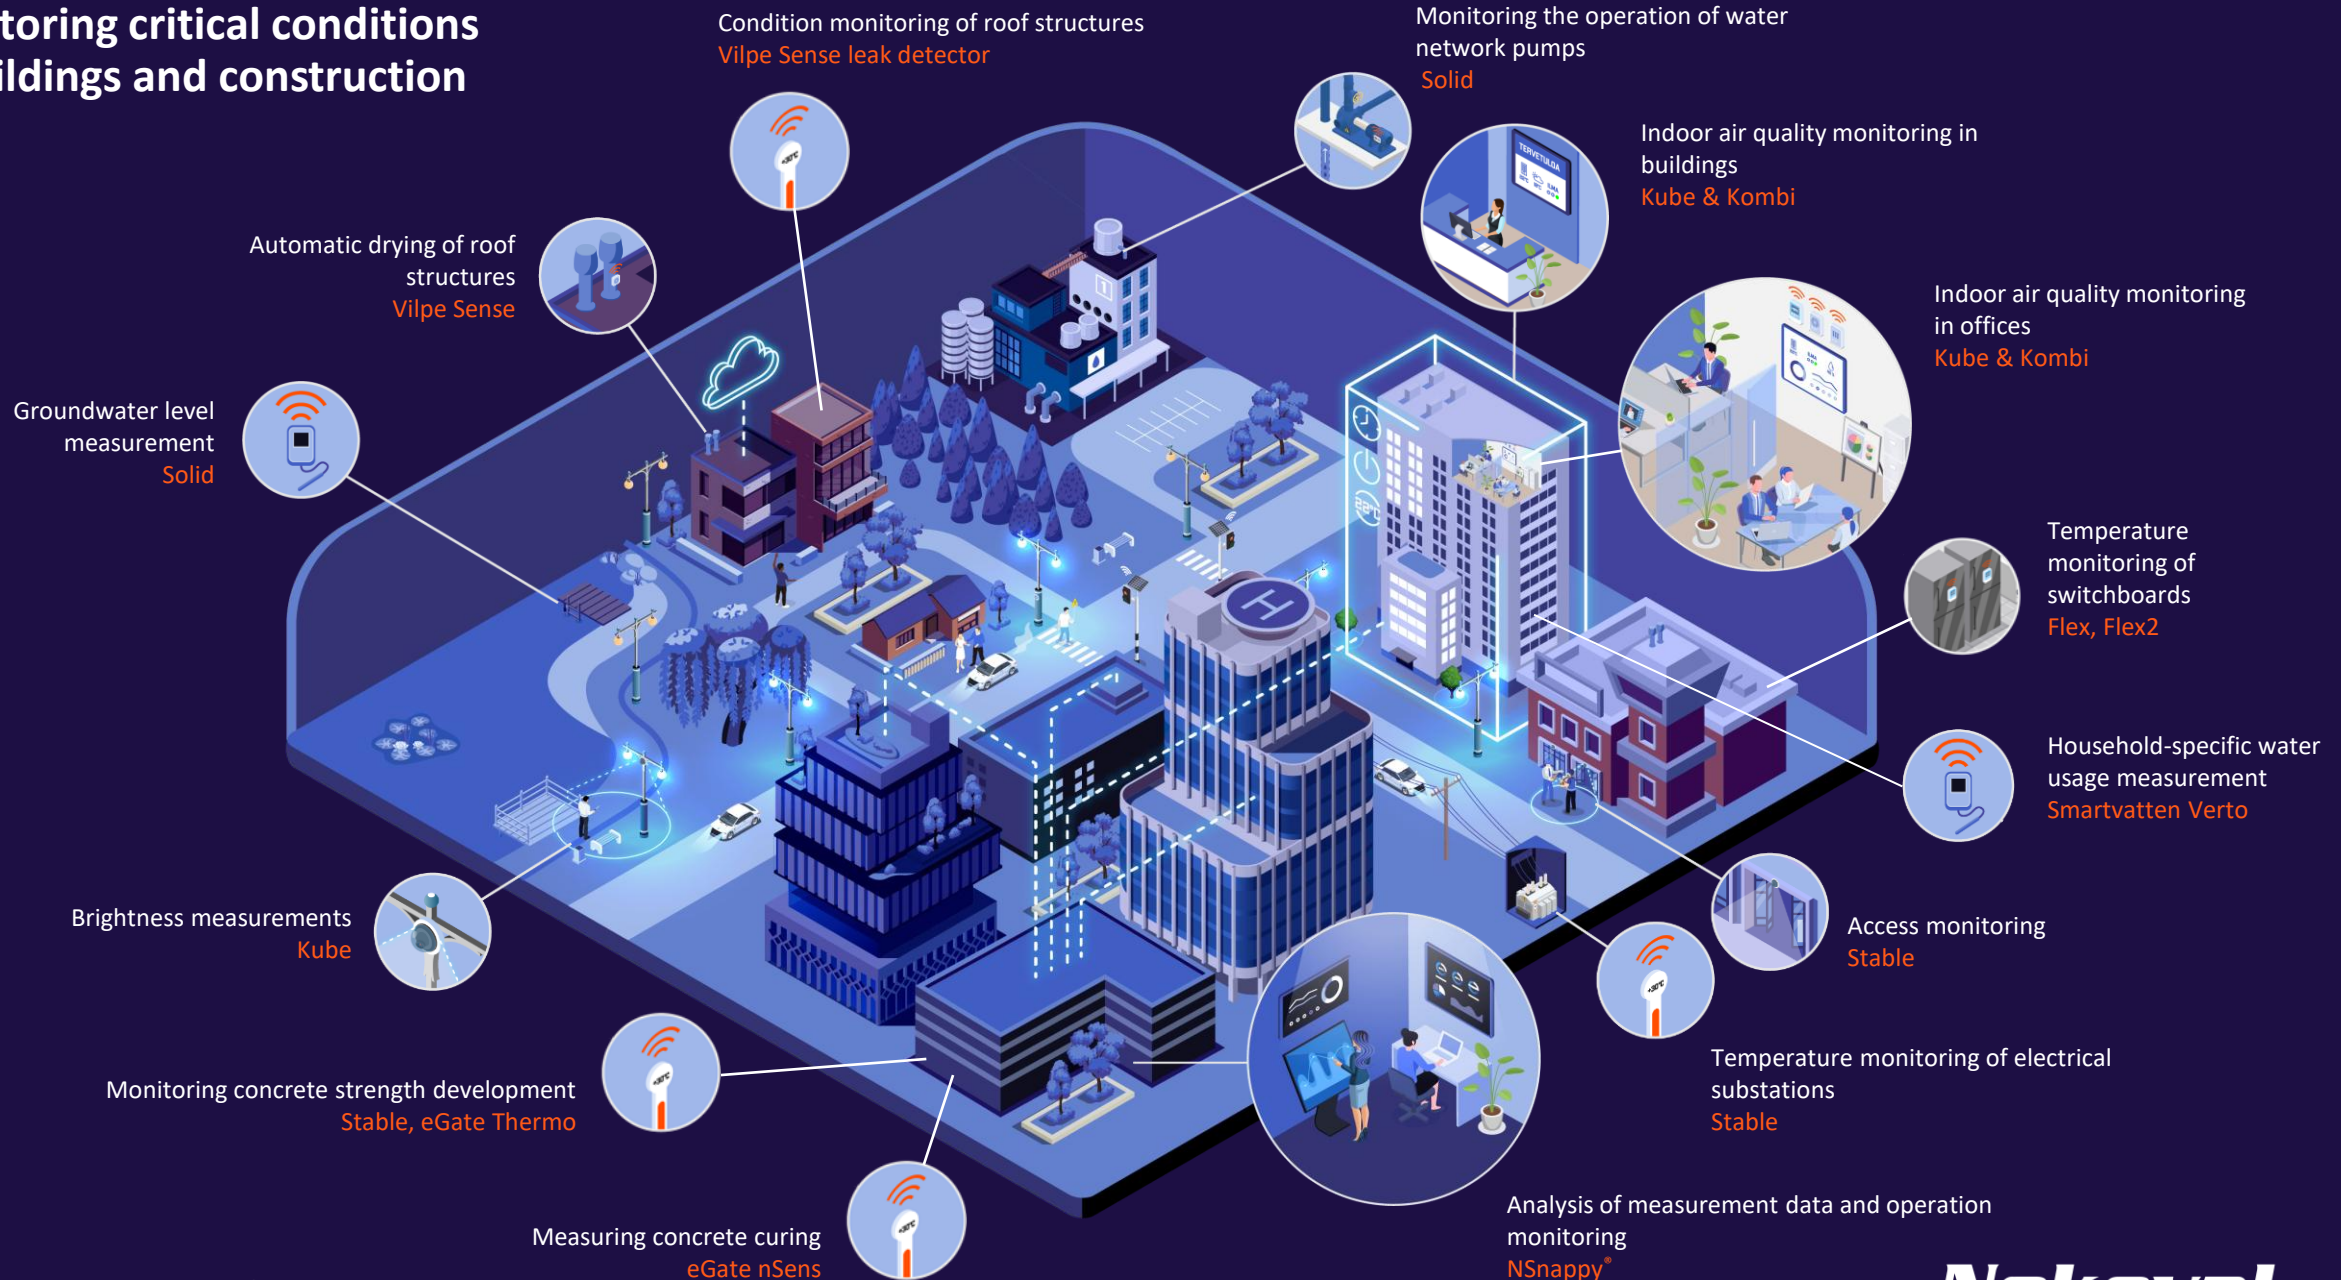 toring critical conditions
ildings and construction
Condition monitoring of roof structures
Vilpe Sense leak detector
Monitoring the operation of water
network pumps
Solid
Indoor air quality monitoring in
buildings
Kube & Kombi
TERVETULOA
Automatic drying of roof
structures
Vilpe Sense
Indoor air quality monitoring
in offices
Kube & Kombi
Groundwater level
measurement
Solid
Temperature
monitoring of
switchboards
Flex, Flex2
22°C
H
Household-specific water
usage measurement
Smartvatten Verto
Brightness measurements
Kube
Access monitoring
Stable
Monitoring concrete strength development
Stable, eGate Thermo
+30°C
Temperature monitoring of electrical
substations
Stable
Measuring concrete curing
eGate nSens
Analysis of measurement data and operation
monitoring
NSnappy®